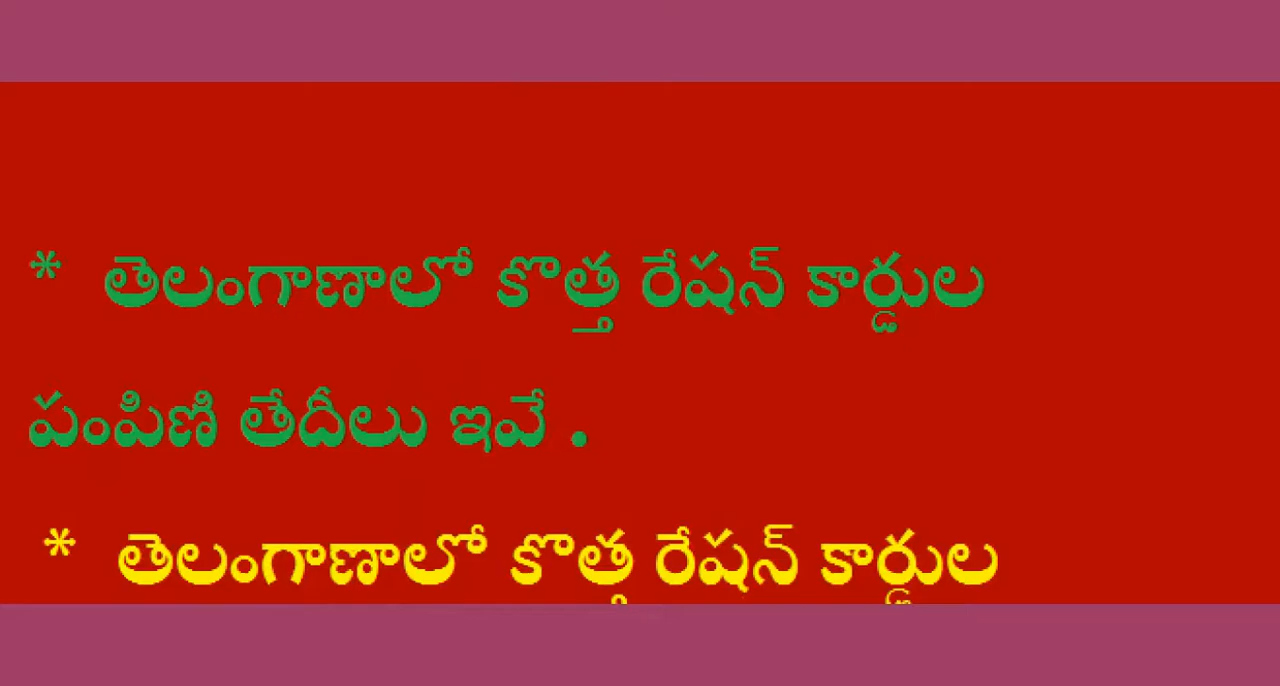 * తెలంగాణాలో కొత్త రేషన్ కార్డుల
పంపిణి తేదీలు ఇవే .
* తెలంగాణాలో కొత్త రేషన్ కార్డుల